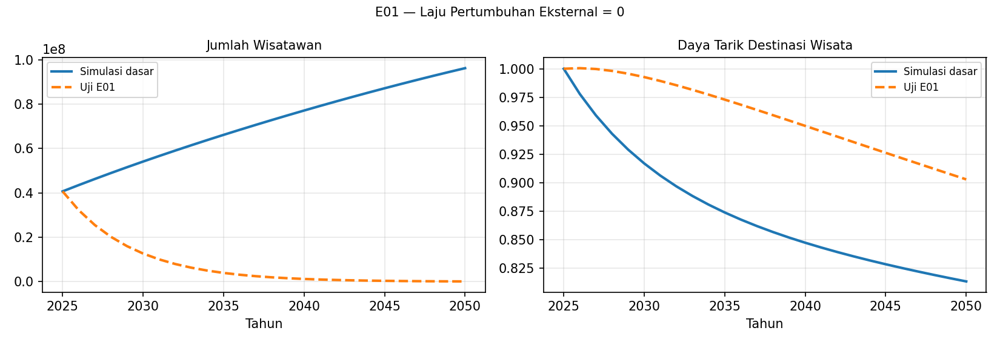 E01 — Laju Pertumbuhan Eksternal = 0
Jumlah Wisatawan
1e8
1.0
0.8
0.6
0.4
0.2
0.0
Simulasi dasar
Uji E01
2025 2030 2035 2040 2045 2050
Tahun
Daya Tarik Destinasi Wisata
1.000
0.975
0.950
0.925
0.900
0.875
0.850
0.825
Simulasi dasar
Uji E01
2025 2030 2035 2040 2045 2050
Tahun